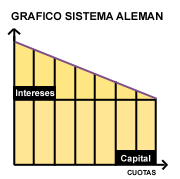 GRAFICO SISTEMA ALEMAN
Intereses
Capital
CUOTAS